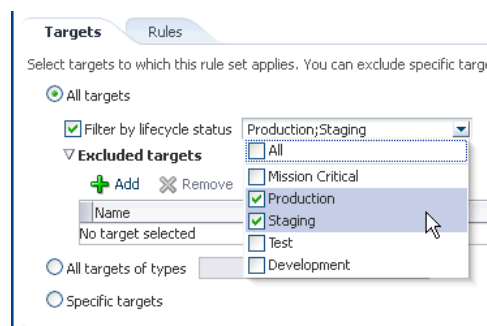 Targets Rules
Select targets to which this rule set applies. You can exclude specific targe
All targets
Filter by lifecycle status Production;Staging
All
Excluded targets
Mission Critical
Add Remove
Production
Name
Staging
No target selected
Test
All targets of types
Development
Specific targets